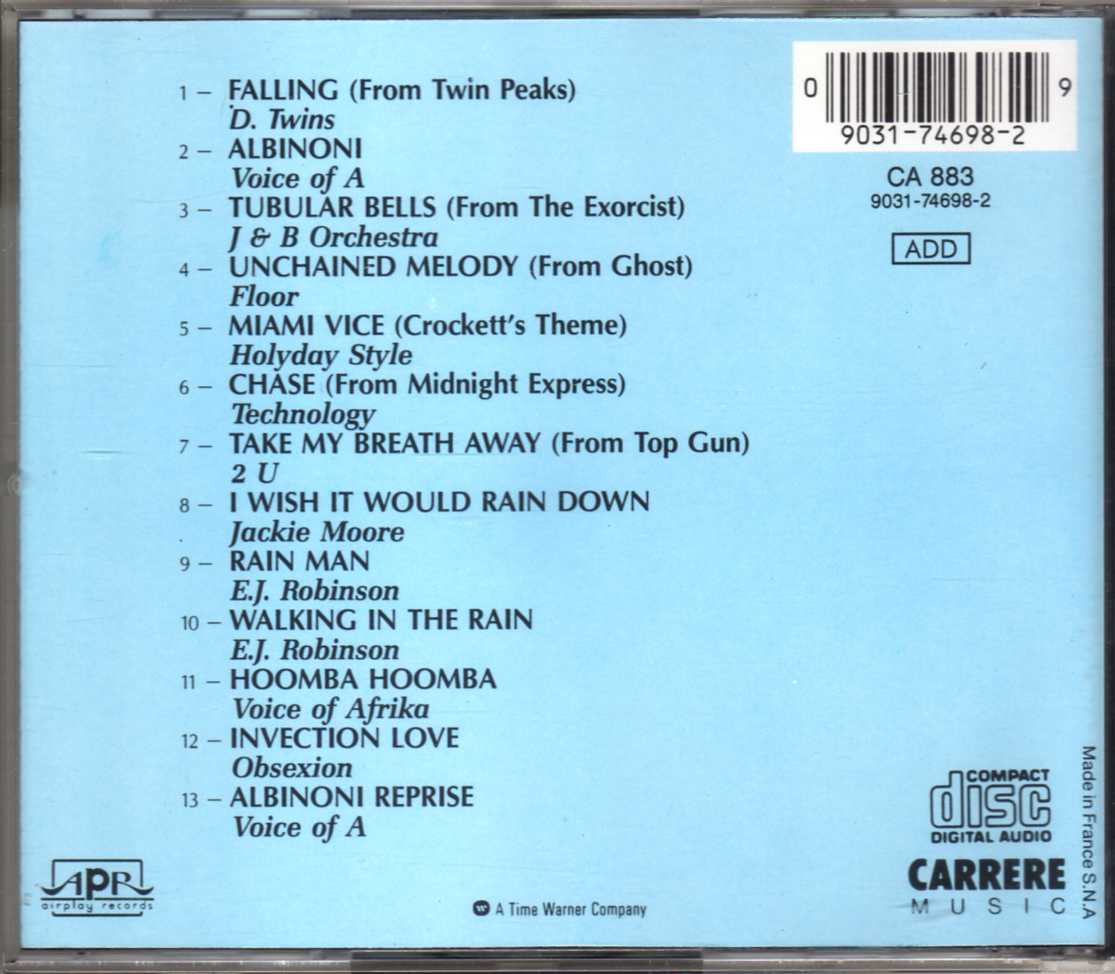 1 – FALLING (From Twin Peaks)
D. Twins
2 – ALBINONI
Voice of A
3 – TUBULAR BELLS (From The Exorcist)
J & B Orchestra
4 – UNCHAINED MELODY (From Ghost)
Floor
5 – MIAMI VICE (Crockett's Theme)
Holyday Style
6 – CHASE (From Midnight Express)
Technology
7 – TAKE MY BREATH AWAY (From Top Gun)
2 U
8 – I WISH IT WOULD RAIN DOWN
Jackie Moore
9 – RAIN MAN
E.J. Robinson
10 – WALKING IN THE RAIN
E.J. Robinson
11 – HOOMBA HOOMBA
Voice of Afrika
12 – INVECTION LOVE
Obsexion
13 – ALBINONI REPRISE
Voice of A
0 9
9031-74698-2
CA 883
9031-74698-2
ADD
COMPACT
disc
DIGITAL AUDIO
CARRERE
MUSIC
Made in France S.N.A
APR
airplay records
A Time Warner Company